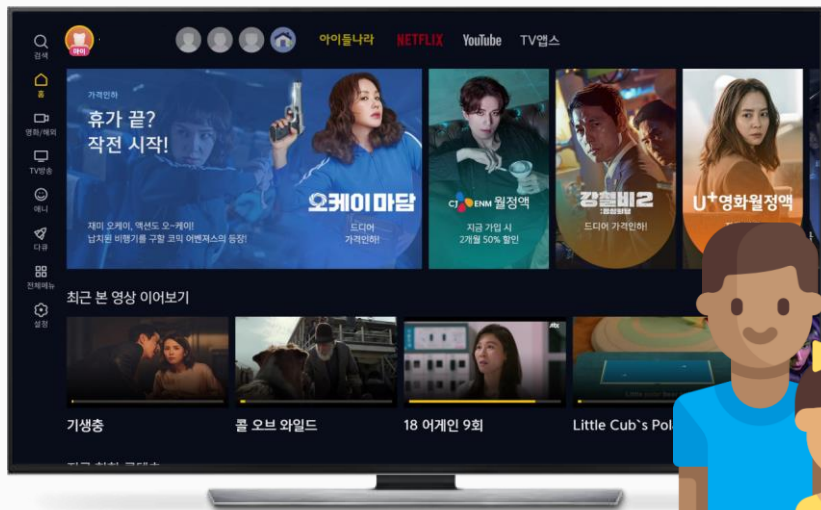 검색
파이
아이들나라
NETFLIX
YouTube
TV앱스
홈
영화/해외
TV방송
애니
다큐
전체메뉴
설정
가격인하
휴가 끝?
작전 시작!
오케이 마담
재미 오케이, 액션도 오~케이!
납치된 비행기를 구할 코믹 어벤져스의 등장!
드디어
가격인하!
CJ ENM 월정액
지금 가입 시
2개월 50% 할인
강철비2
:정상회담
드디어 가격인하!
U+영화월정액
최근 본 영상 이어보기
기생충
콜 오브 와일드
jtbc
18 어게인 9회
Little Cub`s